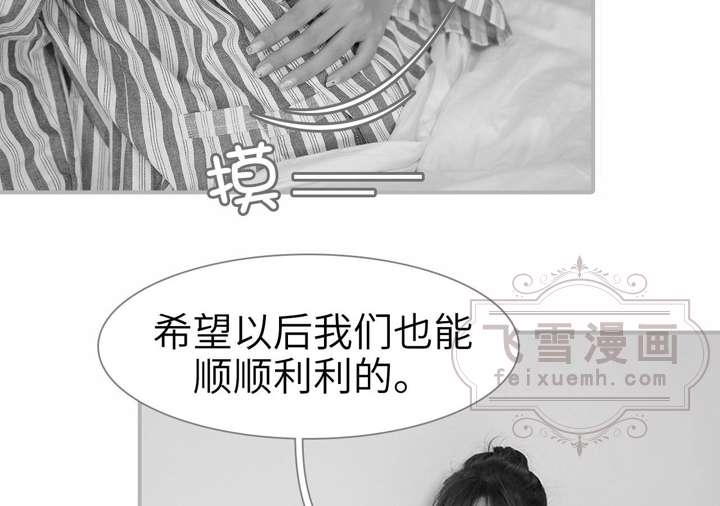 摸
希望以后我们也能
顺顺利利的。
飞雪漫画
feixuemh.com